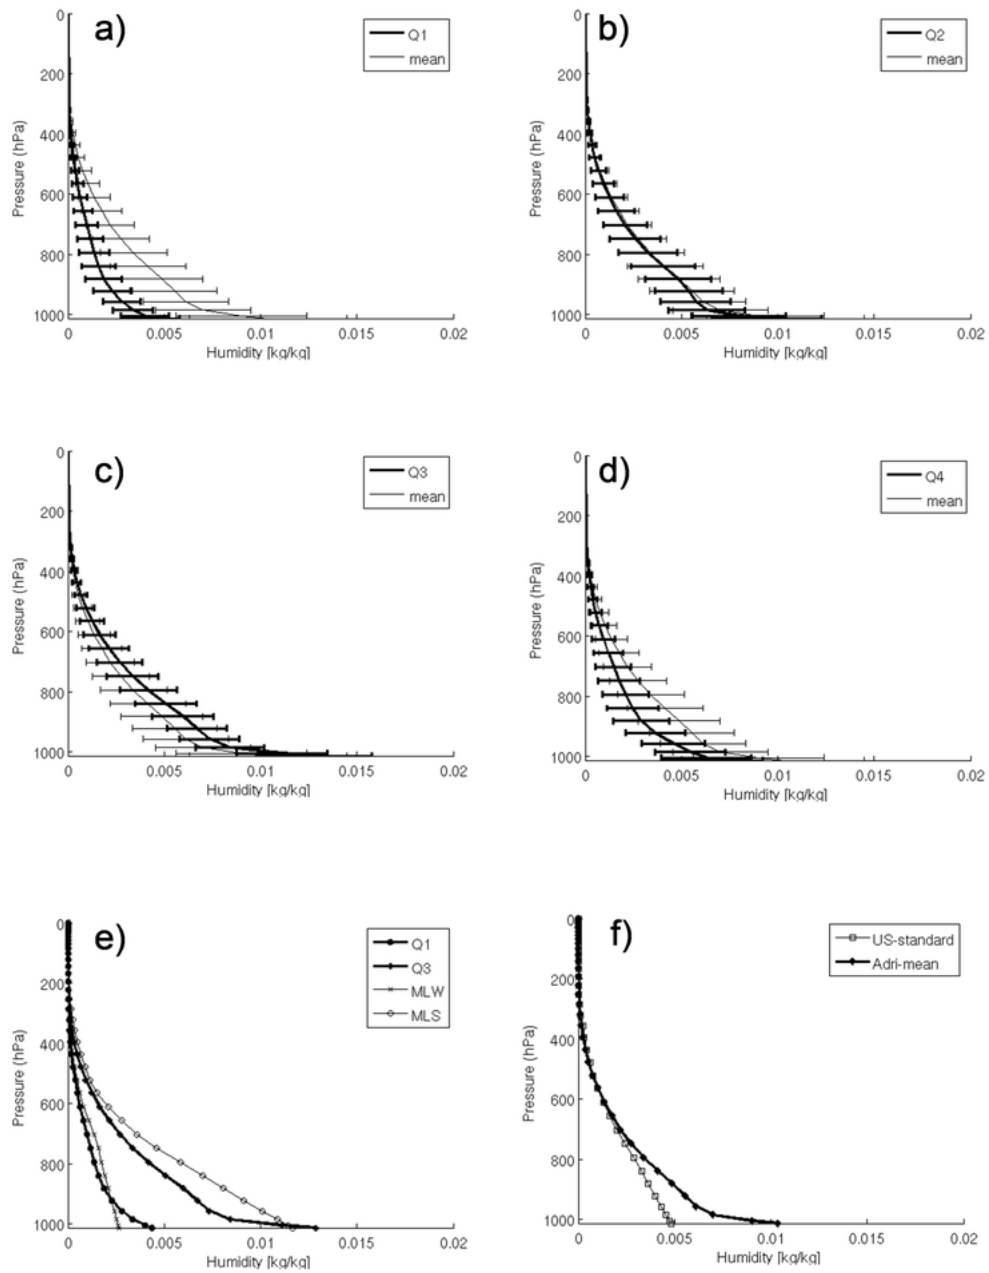 a)
Q1
mean
0
200
400
600
800
1000
Pressure (hPa)
0 0.005 0.01 0.015 0.02
Humidity [kg/kg]
b)
Q2
mean
0
200
400
600
800
1000
Pressure (hPa)
0 0.005 0.01 0.015 0.02
Humidity [kg/kg]
c)
Q3
mean
0
200
400
600
800
1000
Pressure (hPa)
0 0.005 0.01 0.015 0.02
Humidity [kg/kg]
d)
Q4
mean
0
200
400
600
800
1000
Pressure (hPa)
0 0.005 0.01 0.015 0.02
Humidity [kg/kg]
e)
Q1
Q3
MLW
MLS
0
200
400
600
800
1000
Pressure (hPa)
0 0.005 0.01 0.015 0.02
Humidity [kg/kg]
f)
US-standard
Adri-mean
0
200
400
600
800
1000
Pressure (hPa)
0 0.005 0.01 0.015 0.02
Humidity [kg/kg]